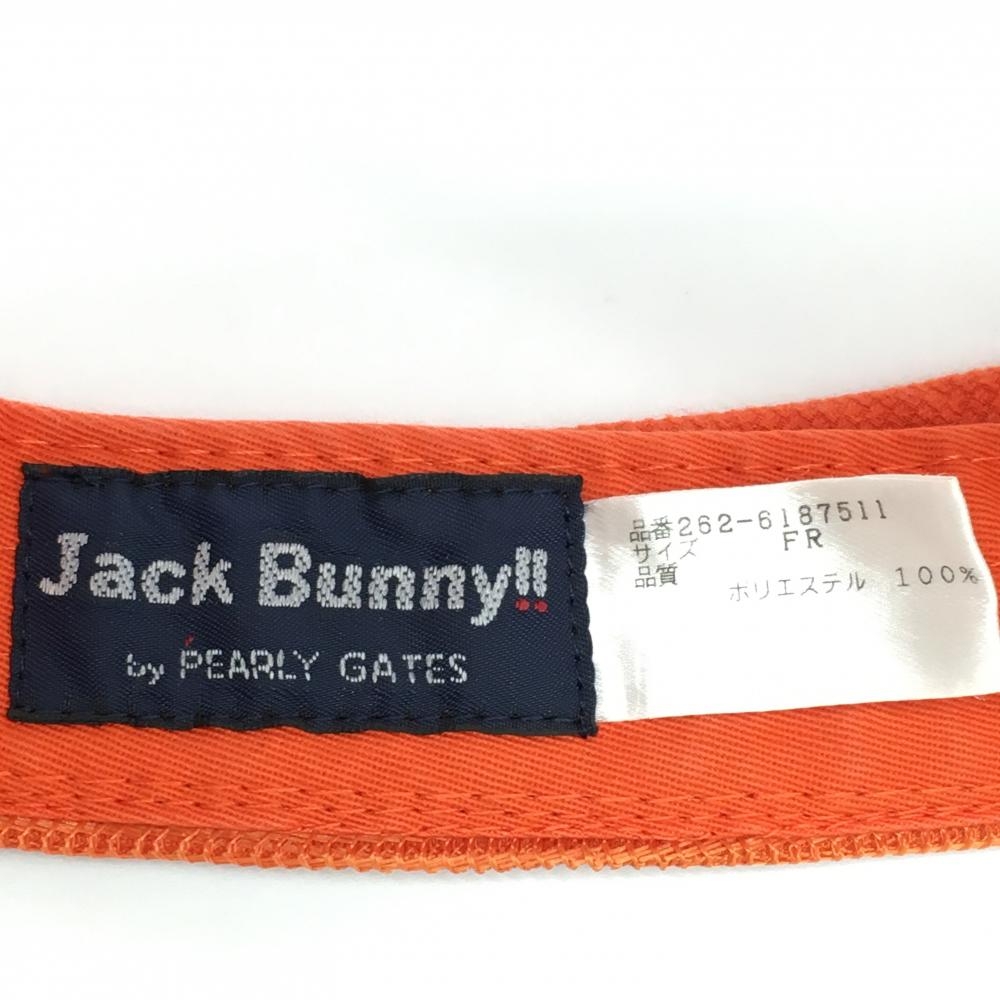 Jack Bunny!!
by PEARLY GATES
品番262-6187511
サイズ FR
品質
ポリエステル 100%